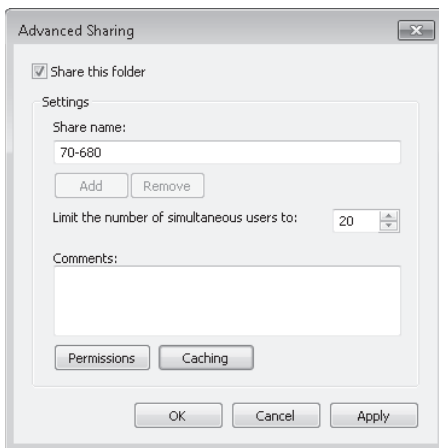 Advanced Sharing
Share this folder
Settings
Share name:
70-680
Add Remove
Limit the number of simultaneous users to: 20
Comments:
Permissions Caching
OK Cancel Apply